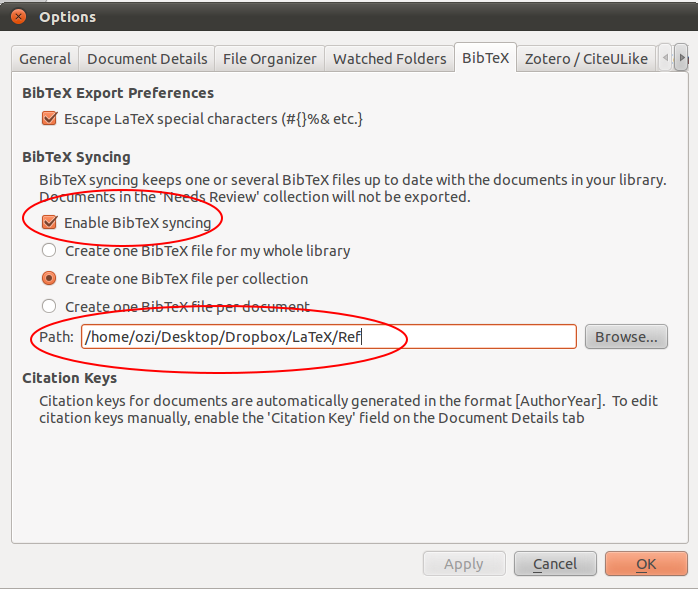 Options
General Document Details File Organizer Watched Folders BibTeX Zotero / CiteULike
BibTeX Export Preferences
Escape LaTeX special characters (#{}%& etc.}
BibTeX Syncing
BibTeX syncing keeps one or several BibTeX files up to date with the documents in your library.
Documents in the 'Needs Review' collection will not be exported.
Enable BibTeX syncing
Create one BibTeX file for my whole library
Create one BibTeX file per collection
Create one BibTeX file per document
Path: /home/ozi/Desktop/Dropbox/LaTeX/Ref Browse...
Citation Keys
Citation keys for documents are automatically generated in the format [AuthorYear]. To edit
citation keys manually, enable the 'Citation Key' field on the Document Details tab
Apply Cancel OK